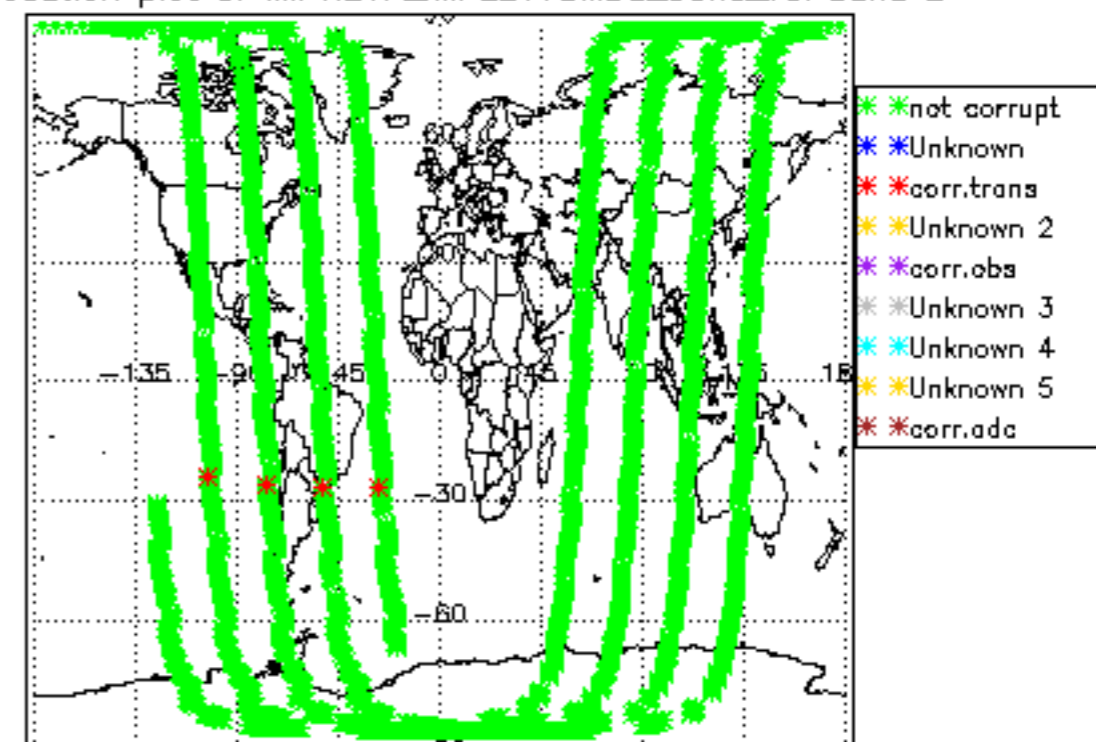 60
-135
-90
45
0
-30
-60
not corrupt
Unknown
corr.trans
Unknown 2
corr.obs
Unknown 3
Unknown 4
Unknown 5
corr.adc